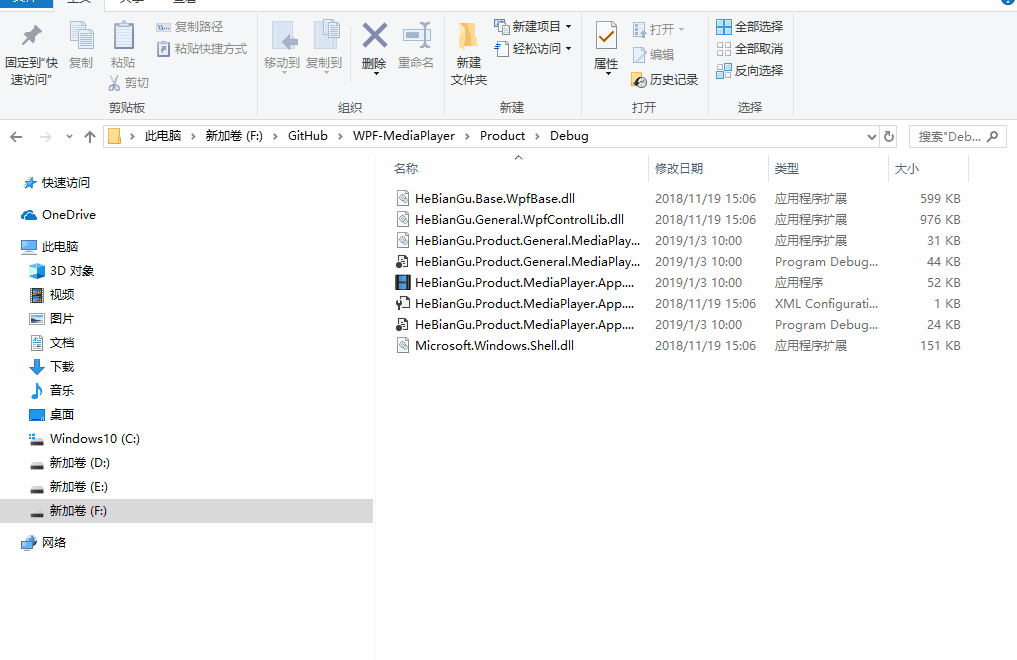 固定到"快速访问"
复制
粘贴
复制路径
粘贴快捷方式
剪切
剪贴板
移动到
复制到
删除
重命名
组织
新建文件夹
新建项目
轻松访问
新建
属性
打开
编辑
历史记录
打开
全部选择
全部取消
反向选择
选择
此电脑 > 新加卷 (F:) > GitHub > WPF-MediaPlayer > Product > Debug
搜索"Deb...
快速访问
OneDrive
此电脑
3D 对象
视频
图片
文档
下载
音乐
桌面
Windows10 (C:)
新加卷 (D:)
新加卷 (E:)
新加卷 (F:)
网络
名称 修改日期 类型 大小
HeBianGu.Base.WpfBase.dll 2018/11/19 15:06 应用程序扩展 599 KB
HeBianGu.General.WpfControlLib.dll 2018/11/19 15:06 应用程序扩展 976 KB
HeBianGu.Product.General.MediaPlay... 2019/1/3 10:00 应用程序扩展 31 KB
HeBianGu.Product.General.MediaPlay... 2019/1/3 10:00 Program Debug... 44 KB
HeBianGu.Product.MediaPlayer.App.... 2019/1/3 10:00 应用程序 52 KB
HeBianGu.Product.MediaPlayer.App.... 2018/11/19 15:06 XML Configurati... 1 KB
HeBianGu.Product.MediaPlayer.App.... 2019/1/3 10:00 Program Debug... 24 KB
Microsoft.Windows.Shell.dll 2018/11/19 15:06 应用程序扩展 151 KB